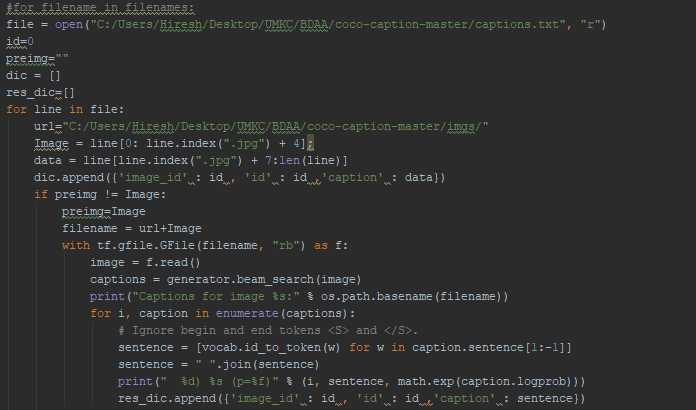 #for filename in filenames:
file = open("C:/Users/Hiresh/Desktop/UMKC/BDAA/coco-caption-master/captions.txt", "r")
id=0
preimg=""
dic = []
res_dic=[]
for line in file:
    url="C:/Users/Hiresh/Desktop/UMKC/BDAA/coco-caption-master/imgs/"
    Image = line[0: line.index(".jpg") + 4];
    data = line[line.index(".jpg") + 7:len(line)]
    dic.append({'image_id' : id , 'id' : id ,'caption' : data})
    if preimg != Image:
        preimg=Image
        filename = url+Image
        with tf.gfile.GFile(filename, "rb") as f:
            image = f.read()
            captions = generator.beam_search(image)
            print("Captions for image %s:" % os.path.basename(filename))
            for i, caption in enumerate(captions):
                # Ignore begin and end tokens <S> and </S>.
                sentence = [vocab.id_to_token(w) for w in caption.sentence[1:-1]]
                sentence = " ".join(sentence)
                print("  %d) %s (p=%f)" % (i, sentence, math.exp(caption.logprob)))
                res_dic.append({'image_id' : id , 'id' : id ,'caption' : sentence})